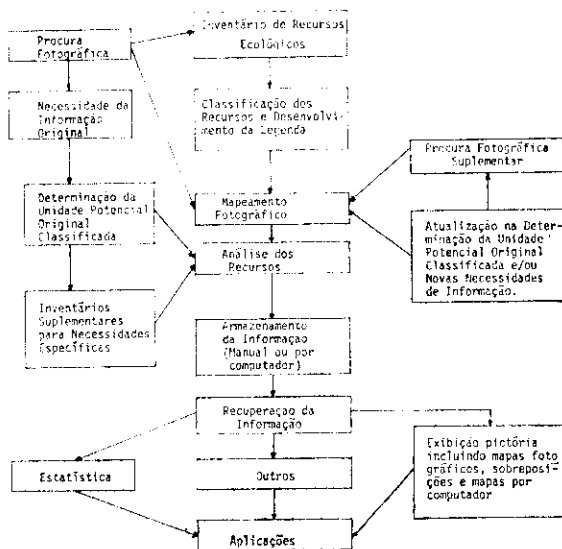 Procura
Fotográfica
Inventário de Recursos
Ecológicos
Necessidade da
Informação
Original
Classificação des
Recursos e Desenvolvi-
mento da Legenda
Procura Fotográfica
Suplementar
Determinação da
Unidade Potencial
Original
Classificada
Mapeamento
Fotográfico
Atualização na Deter-
minação da Unidade
Potencial Original
Classificada e/ou
Novas Necessidades
de Informação.
Análise dos
Recursos
Inventários
Suplementares
para Necessidades
Específicas
Armazenamento
da Informação
(Manual ou por
computador)
Recuperação da
Informação
Estatística
Outros
Exibição pictória
incluindo mapas foto
gráficos, sobreposi-
ções e mapas por
computador
Aplicações